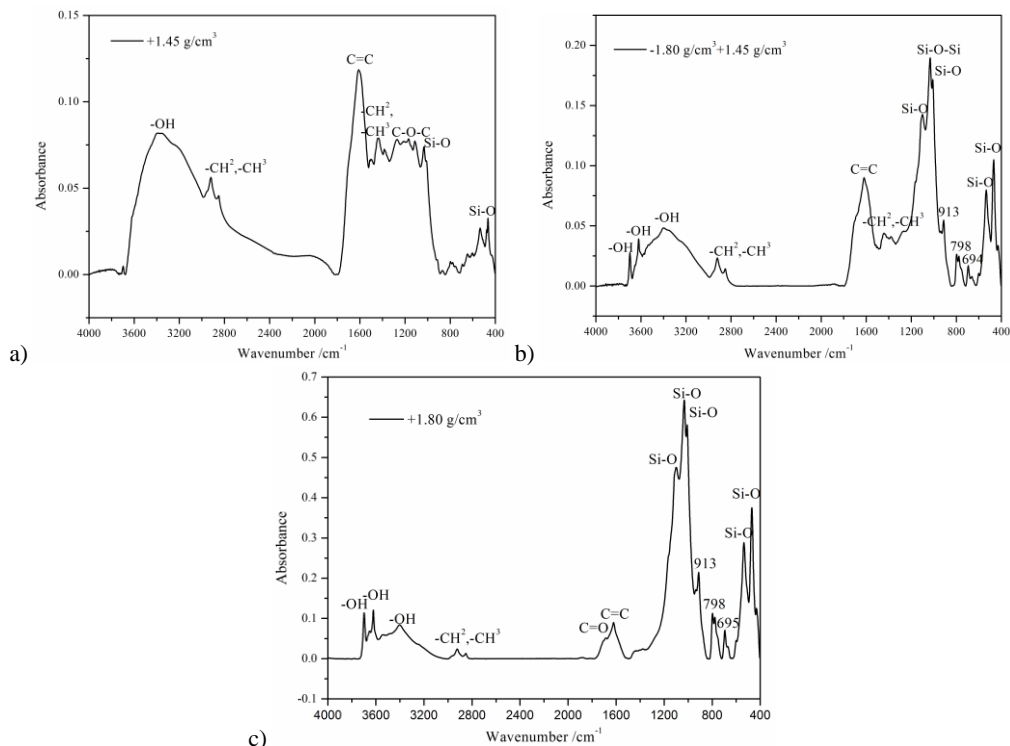 0.15
+1.45 g/cm³
C=C
-CH²,
-CH³
C-O-C
Si-O
-OH
-CH²,-CH³
Si-O
0.10
0.05
0.00
Absorbance
4000 3600 3200 2800 2400 2000 1600 1200 800 400
Wavenumber /cm⁻¹
a)
0.20
-1.80 g/cm³+1.45 g/cm³
Si-O-Si
Si-O
Si-O
C=C
-CH²,-CH³
913
798
694
Si-O
Si-O
-OH
-OH
-OH
-CH²,-CH³
0.15
0.10
0.05
0.00
Absorbance
4000 3600 3200 2800 2400 2000 1600 1200 800 400
Wavenumber /cm⁻¹
b)
0.7
+1.80 g/cm³
Si-O
Si-O
Si-O
Si-O
Si-O
913
798
695
-OH
-OH
-OH
-CH²,-CH³
C=O
C=C
0.6
0.5
0.4
0.3
0.2
0.1
0.0
-0.1
Absorbance
4000 3600 3200 2800 2400 2000 1600 1200 800 400
Wavenumber /cm⁻¹
c)